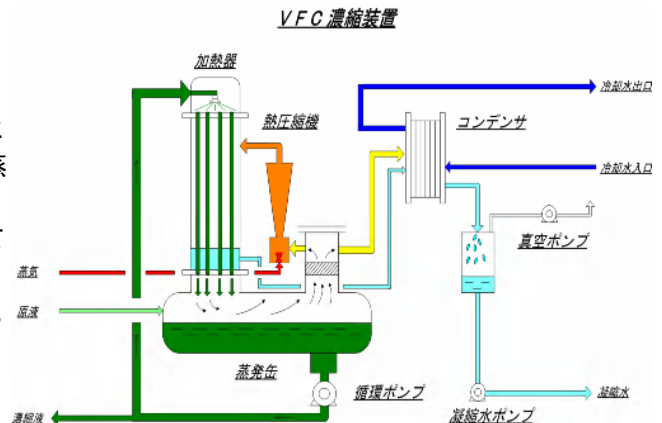 VFC濃縮装置
加熱器
熱圧縮機
コンデンサ
冷却水出口
冷却水入口
真空ポンプ
蒸
蒸気
原液
蒸発缶
循環ポンプ
凝縮水
凝縮水ポンプ
濃縮液